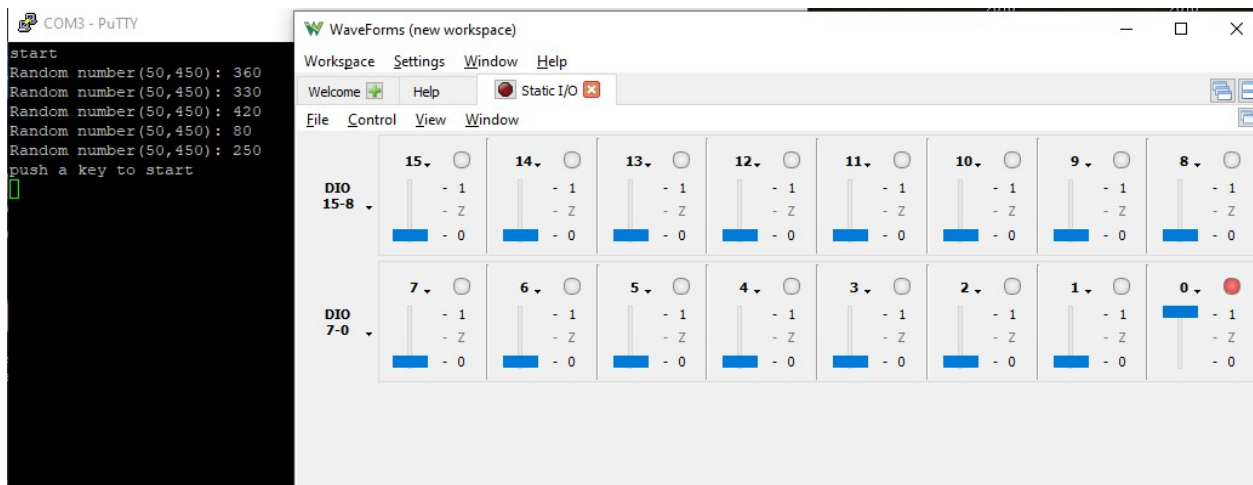 COM3 - PuTTY
start
Random number(50,450): 360
Random number(50,450): 330
Random number(50,450): 420
Random number(50,450): 80
Random number(50,450): 250
push a key to start
WaveForms (new workspace)
Workspace Settings Window Help
Welcome Help Static I/O
File Control View Window
DIO
15-8
15 14 13 12 11 10 9 8
- 1 - 1 - 1 - 1 - 1 - 1 - 1 - 1
- Z - Z - Z - Z - Z - Z - Z - Z
- 0 - 0 - 0 - 0 - 0 - 0 - 0 - 0
DIO
7-0
7 6 5 4 3 2 1 0
- 1 - 1 - 1 - 1 - 1 - 1 - 1 - 1
- Z - Z - Z - Z - Z - Z - Z - Z
- 0 - 0 - 0 - 0 - 0 - 0 - 0 - 0